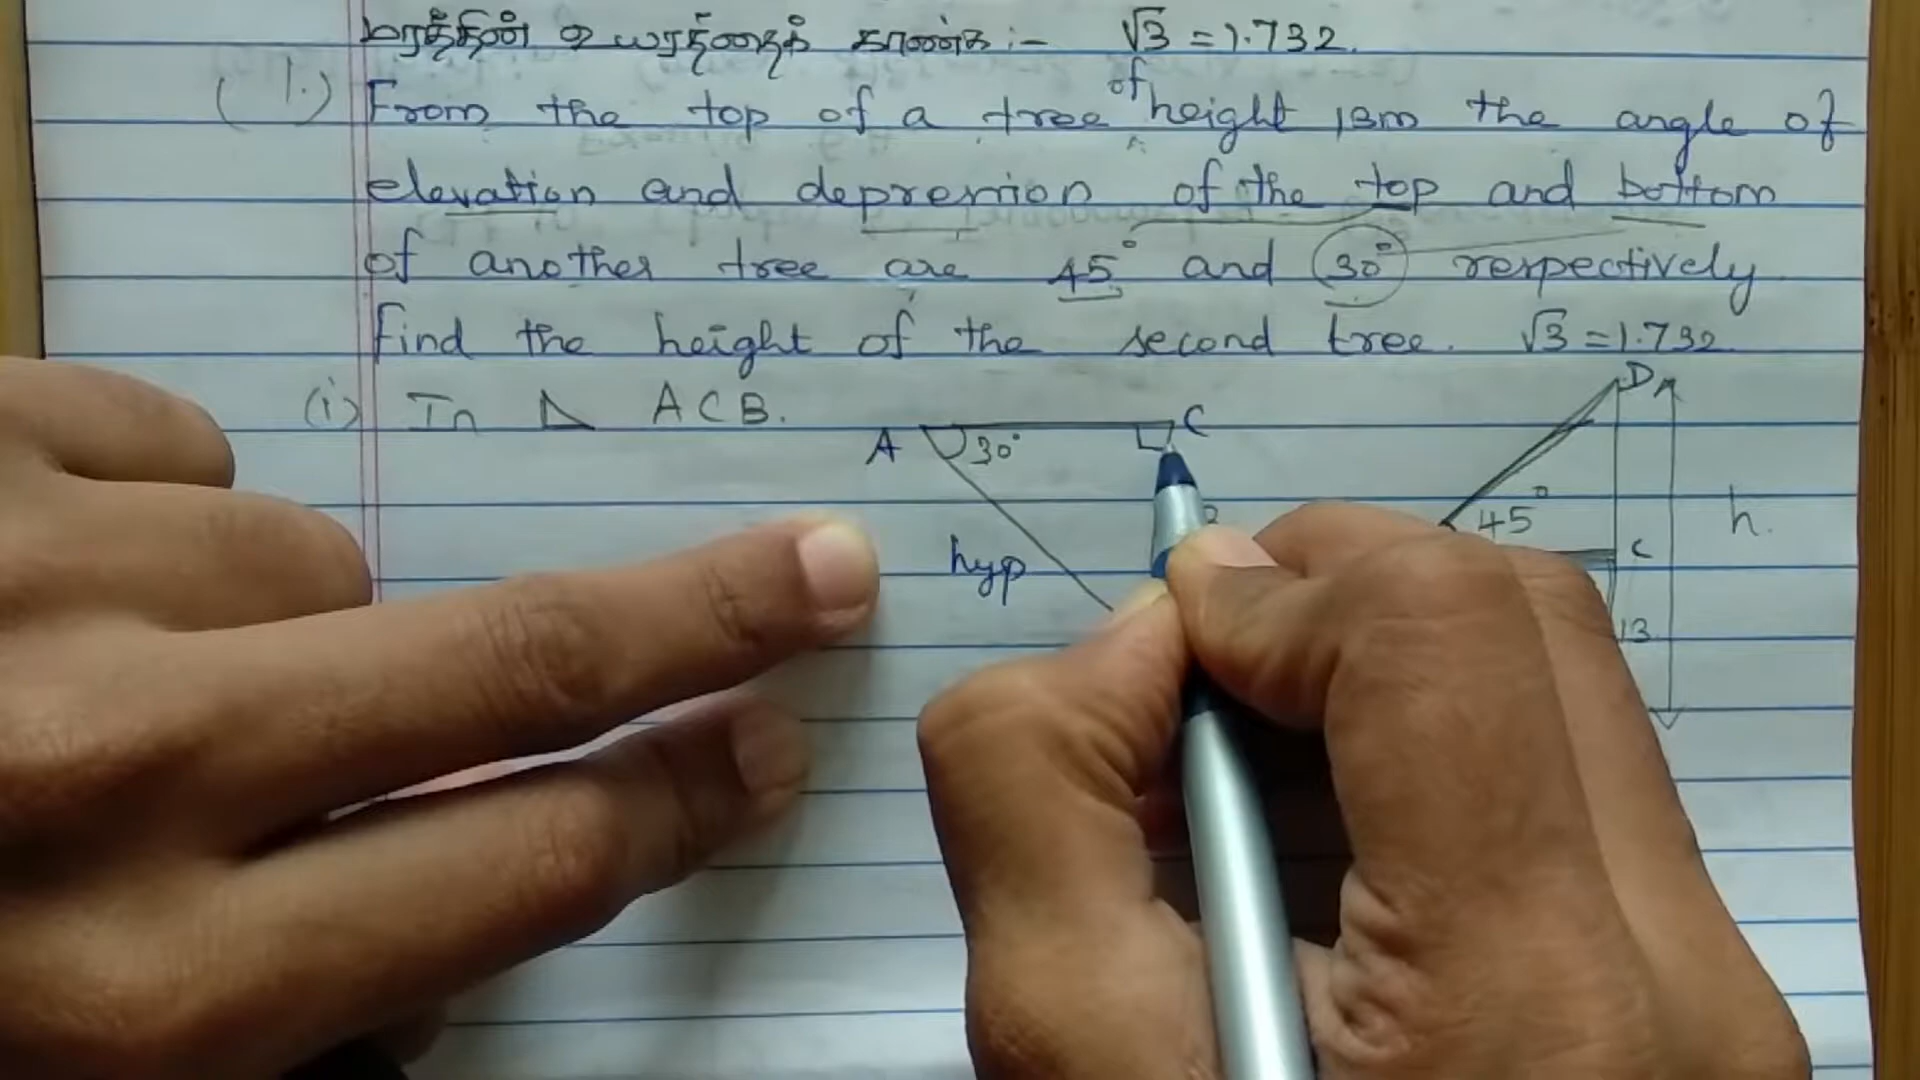 மரத்தின் உயரத்தைக் காண்க :- √3 = 1.732.
(1.) From the top of a tree of height 13m the angle of
elevation and depression of the top and bottom
of another tree are 45° and 30° respectively
find the height of the second tree. √3 = 1.732
(i) In △ ACB.
A 30° C
hyp
D
45°
h.
C
13